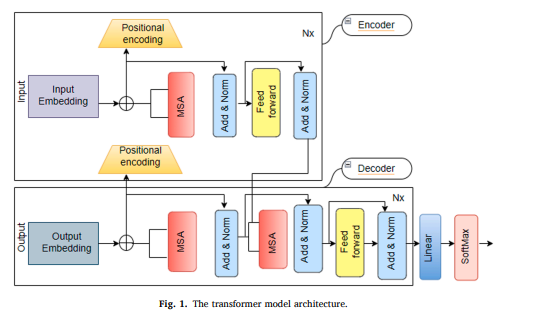 Positional
encoding
Nx
Encoder
Input
Input
Embedding
MSA
Add & Norm
Feed
forward
Add & Norm
Positional
encoding
Decoder
Nx
Output
Output
Embedding
MSA
Add & Norm
MSA
Add & Norm
Feed
forward
Add & Norm
Linear
SoftMax
Fig. 1. The transformer model architecture.